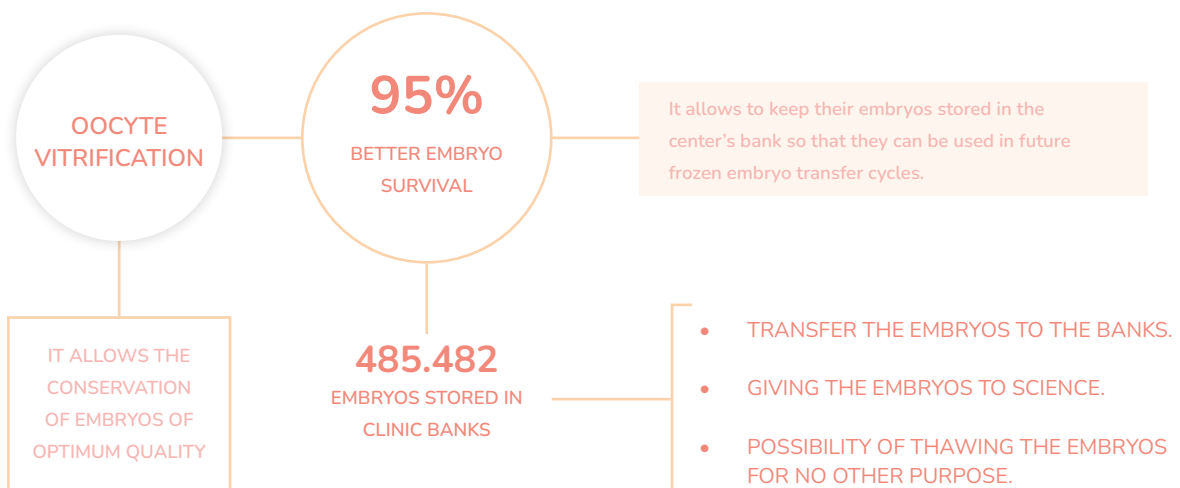 OOCYTE
VITRIFICATION
95%
BETTER EMBRYO
SURVIVAL
It allows to keep their embryos stored in the
center's bank so that they can be used in future
frozen embryo transfer cycles.
IT ALLOWS THE
CONSERVATION
OF EMBRYOS OF
OPTIMUM QUALITY
485.482
EMBRYOS STORED IN
CLINIC BANKS
• TRANSFER THE EMBRYOS TO THE BANKS.
• GIVING THE EMBRYOS TO SCIENCE.
• POSSIBILITY OF THAWING THE EMBRYOS
FOR NO OTHER PURPOSE.